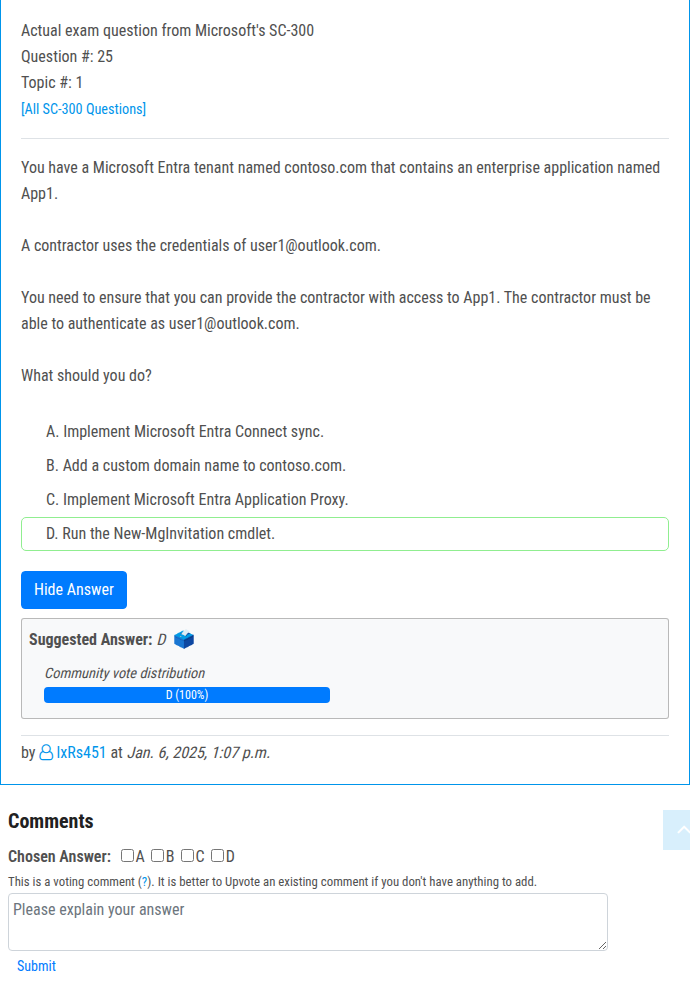 Actual exam question from Microsoft's SC-300
Question #: 25
Topic #: 1
[All SC-300 Questions]
You have a Microsoft Entra tenant named contoso.com that contains an enterprise application named
App1.
A contractor uses the credentials of user1@outlook.com.
You need to ensure that you can provide the contractor with access to App1. The contractor must be
able to authenticate as user1@outlook.com.
What should you do?
A. Implement Microsoft Entra Connect sync.
B. Add a custom domain name to contoso.com.
C. Implement Microsoft Entra Application Proxy.
D. Run the New-MgInvitation cmdlet.
Hide Answer
Suggested Answer: D
Community vote distribution
D (100%)
by IxRs451 at Jan. 6, 2025, 1:07 p.m.
Comments
Chosen Answer: A B C D
This is a voting comment (?). It is better to Upvote an existing comment if you don't have anything to add.
Please explain your answer
Submit